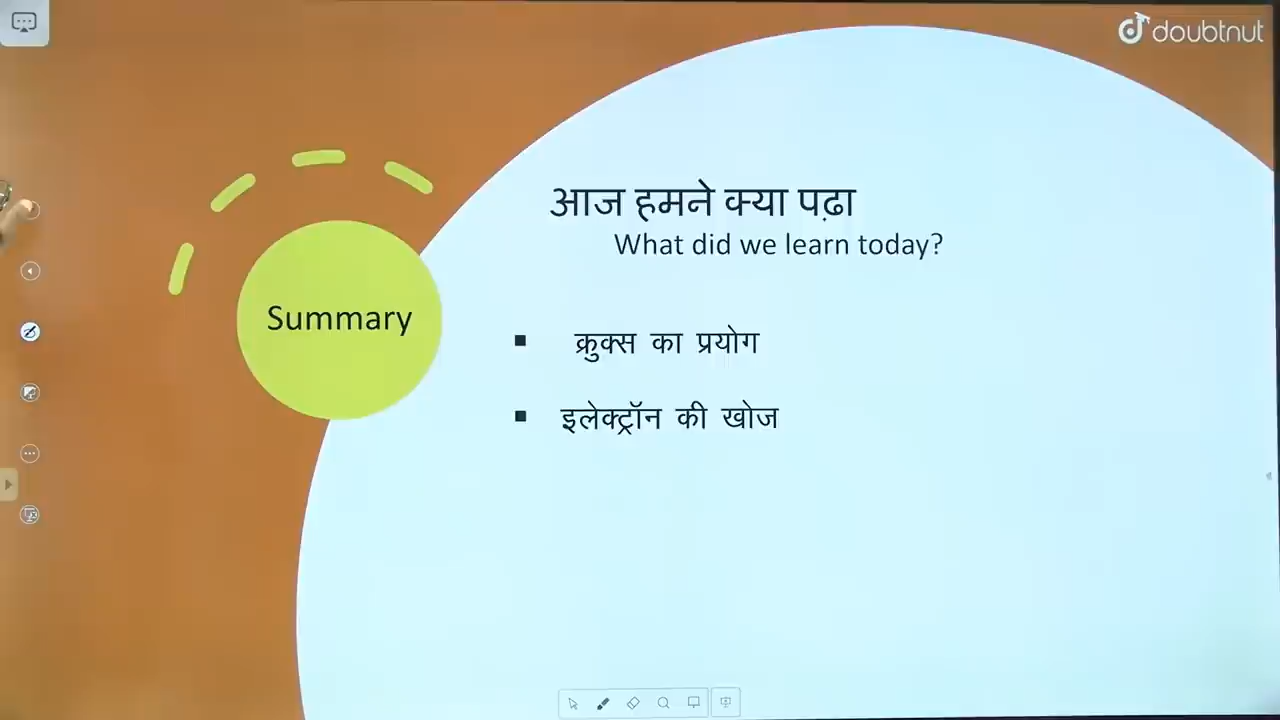 doubtnut
आज हमने क्या पढ़ा
What did we learn today?
Summary
क्रुक्स का प्रयोग
इलेक्ट्रॉन की खोज